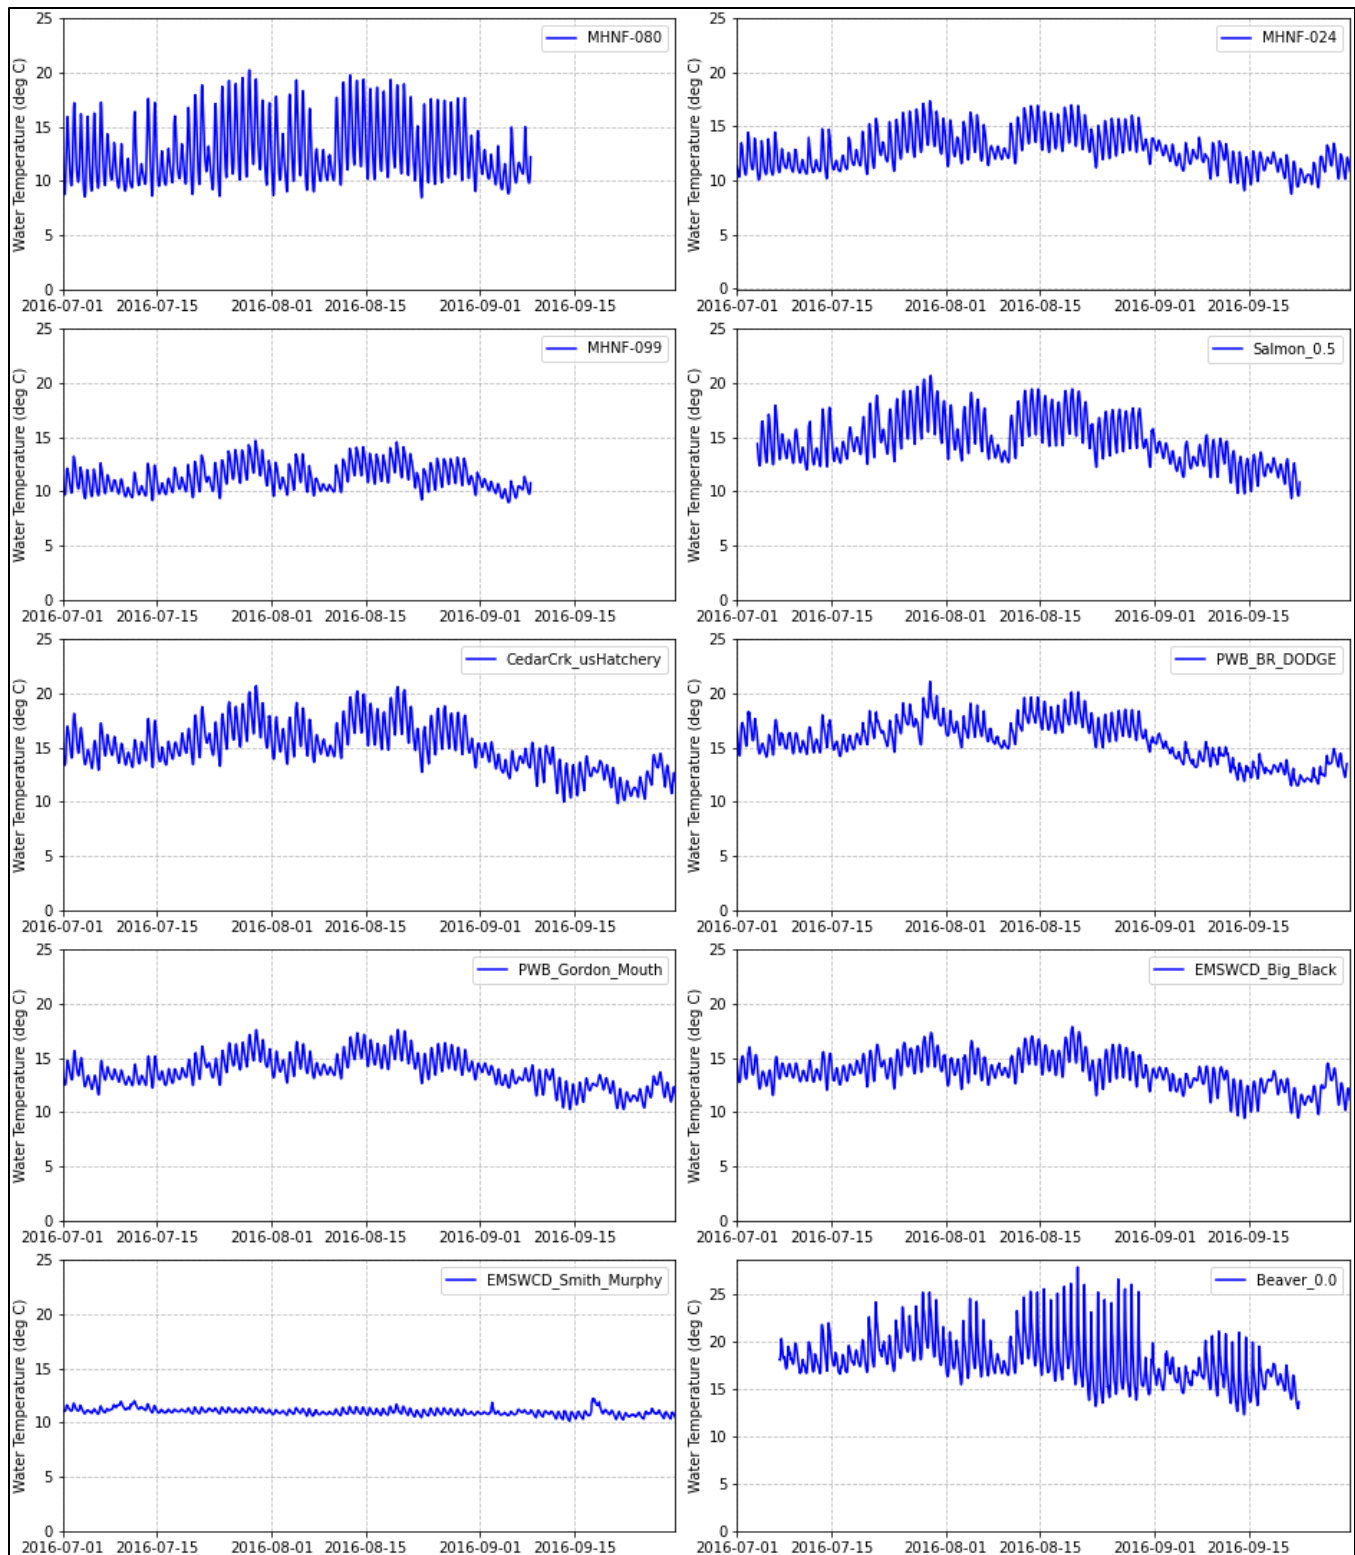 25
20
15
10
5
0
Water Temperature (deg C)
MHNF-080
2016-07-01 2016-07-15 2016-08-01 2016-08-15 2016-09-01 2016-09-15
25
20
15
10
5
0
Water Temperature (deg C)
MHNF-024
2016-07-01 2016-07-15 2016-08-01 2016-08-15 2016-09-01 2016-09-15
25
20
15
10
5
0
Water Temperature (deg C)
MHNF-099
2016-07-01 2016-07-15 2016-08-01 2016-08-15 2016-09-01 2016-09-15
25
20
15
10
5
0
Water Temperature (deg C)
Salmon_0.5
2016-07-01 2016-07-15 2016-08-01 2016-08-15 2016-09-01 2016-09-15
25
20
15
10
5
0
Water Temperature (deg C)
CedarCrk_usHatchery
2016-07-01 2016-07-15 2016-08-01 2016-08-15 2016-09-01 2016-09-15
25
20
15
10
5
0
Water Temperature (deg C)
PWB_BR_DODGE
2016-07-01 2016-07-15 2016-08-01 2016-08-15 2016-09-01 2016-09-15
25
20
15
10
5
0
Water Temperature (deg C)
PWB_Gordon_Mouth
2016-07-01 2016-07-15 2016-08-01 2016-08-15 2016-09-01 2016-09-15
25
20
15
10
5
0
Water Temperature (deg C)
EMSWCD_Big_Black
2016-07-01 2016-07-15 2016-08-01 2016-08-15 2016-09-01 2016-09-15
25
20
15
10
5
0
Water Temperature (deg C)
EMSWCD_Smith_Murphy
2016-07-01 2016-07-15 2016-08-01 2016-08-15 2016-09-01 2016-09-15
25
20
15
10
5
0
Water Temperature (deg C)
Beaver_0.0
2016-07-01 2016-07-15 2016-08-01 2016-08-15 2016-09-01 2016-09-15